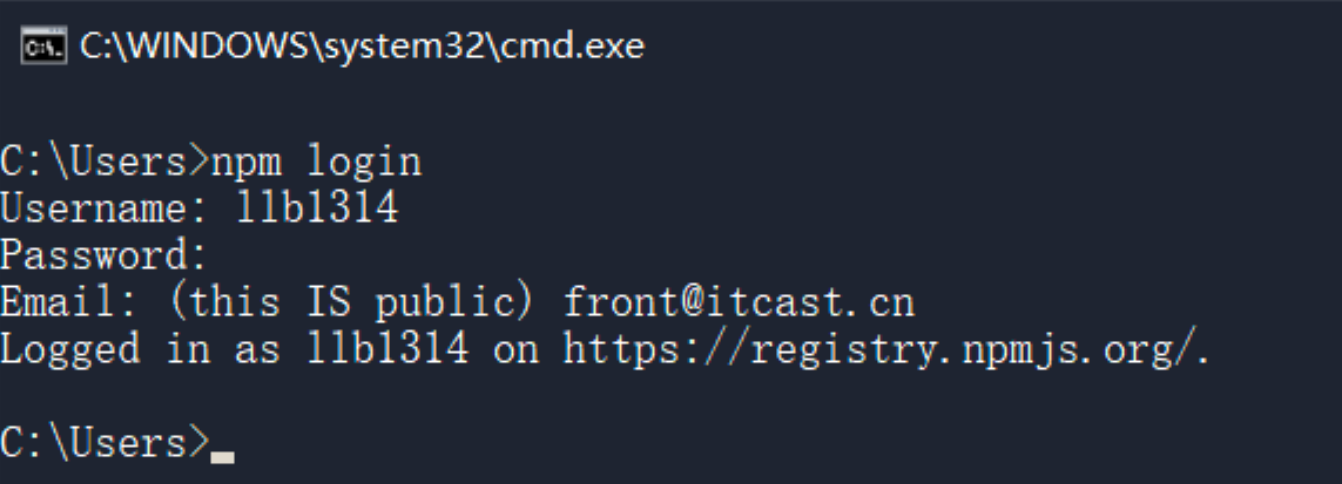 C:\WINDOWS\system32\cmd.exe
C:\Users>npm login
Username: llb1314
Password:
Email: (this IS public) front@itcast.cn
Logged in as llb1314 on https://registry.npmjs.org/.
C:\Users>